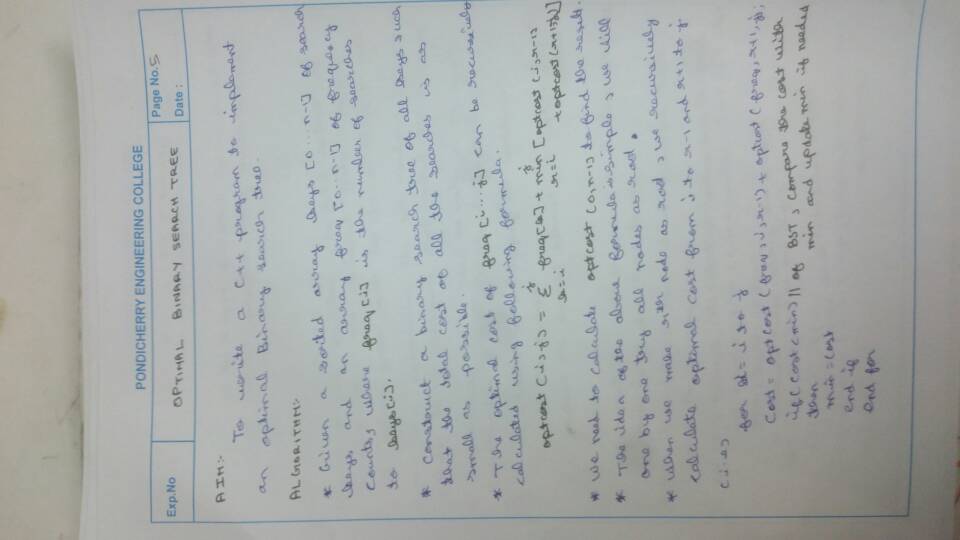 PONDICHERRY ENGINEERING COLLEGE
Exp.No
OPTIMAL BINARY SEARCH TREE
Page No. 5
Date :
AIM:-
To write a C++ program to implement
an optimal Binary search tree.
ALGORITHM:-
* Given a sorted array keys [0...n-1] of search
keys and an array freq [0..n-1] of frequency
counts, where freq [i] is the number of searches
to keys[i].
* Construct a binary search tree of all keys such
that the total cost of all the searches is as
small as possible.
* The optimal cost of freq [i...j] can be recursively
calculated using following formula.
optcost (i,j) = Σ freq[k] + min [optcost (i,r-1)
k=i j r=i j + optcost (r+1,j)]
* we need to calculate optcost (0,n-1) to find the result.
* The idea of the above formula is simple, we will
one by one try all nodes as root.
* when we make rth node as root, we recursively
calculate optimal cost from i to r-1 and r+1 to j
(i.e)
for r = i to j
cost = optcost (freq, i, r-1) + optcost (freq, r+1, j);
if (cost<min) || of BST, compare the cost with
then min and update min if needed
min = cost
end if
end for